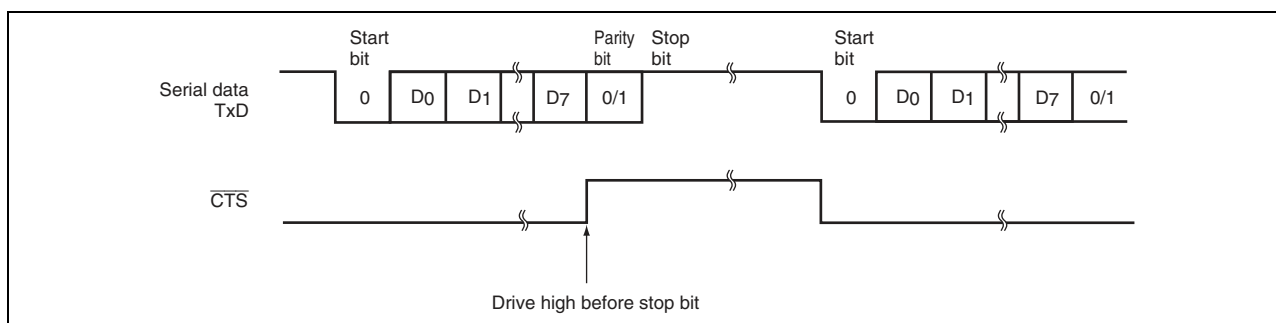 Start
bit
Parity
bit
Stop
bit
Start
bit
Serial data
TxD
0 D0 D1 D7 0/1 0 D0 D1 D7 0/1
CTS
Drive high before stop bit